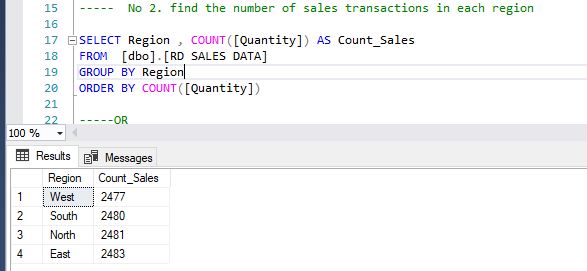 15 ----- No 2. find the number of sales transactions in each region
16
17 SELECT Region , COUNT([Quantity]) AS Count_Sales
18 FROM [dbo].[RD SALES DATA]
19 GROUP BY Region
20 ORDER BY COUNT([Quantity])
21
22 -----OR
100 %
Results Messages
Region Count_Sales
1 West 2477
2 South 2480
3 North 2481
4 East 2483